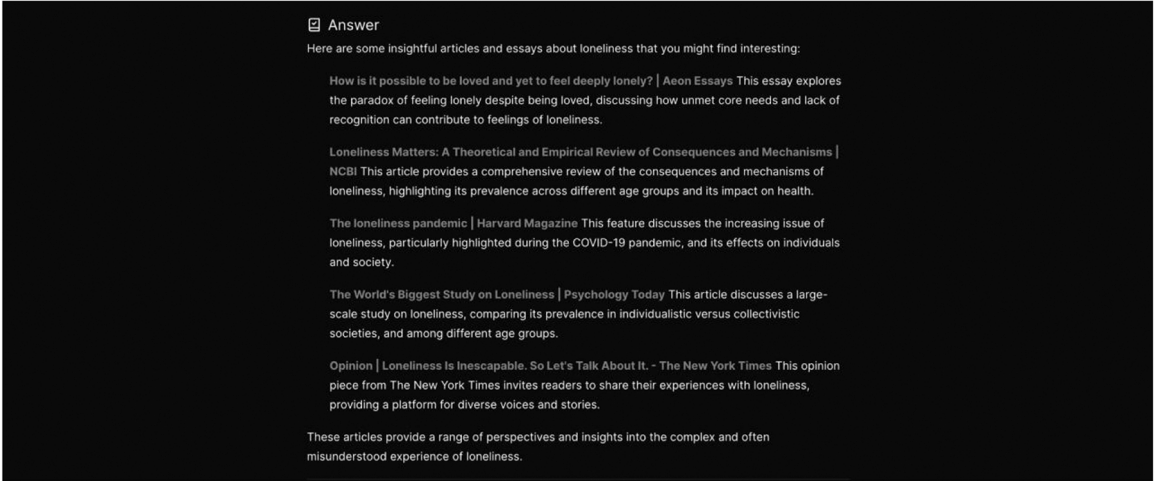 Answer
Here are some insightful articles and essays about loneliness that you might find interesting:
How is it possible to be loved and yet to feel deeply lonely? | Aeon Essays This essay explores
the paradox of feeling lonely despite being loved, discussing how unmet core needs and lack of
recognition can contribute to feelings of loneliness.
Loneliness Matters: A Theoretical and Empirical Review of Consequences and Mechanisms |
NCBI This article provides a comprehensive review of the consequences and mechanisms of
loneliness, highlighting its prevalence across different age groups and its impact on health.
The loneliness pandemic | Harvard Magazine This feature discusses the increasing issue of
loneliness, particularly highlighted during the COVID-19 pandemic, and its effects on individuals
and society.
The World's Biggest Study on Loneliness | Psychology Today This article discusses a large-
scale study on loneliness, comparing its prevalence in individualistic versus collectivistic
societies, and among different age groups.
Opinion | Loneliness Is Inescapable. So Let's Talk About It. - The New York Times This opinion
piece from The New York Times invites readers to share their experiences with loneliness,
providing a platform for diverse voices and stories.
These articles provide a range of perspectives and insights into the complex and often
misunderstood experience of loneliness.